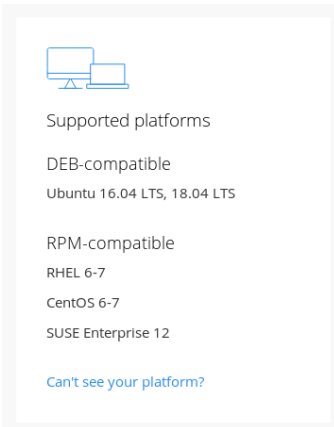 Supported platforms
DEB-compatible
Ubuntu 16.04 LTS, 18.04 LTS
RPM-compatible
RHEL 6-7
CentOS 6-7
SUSE Enterprise 12
Can't see your platform?